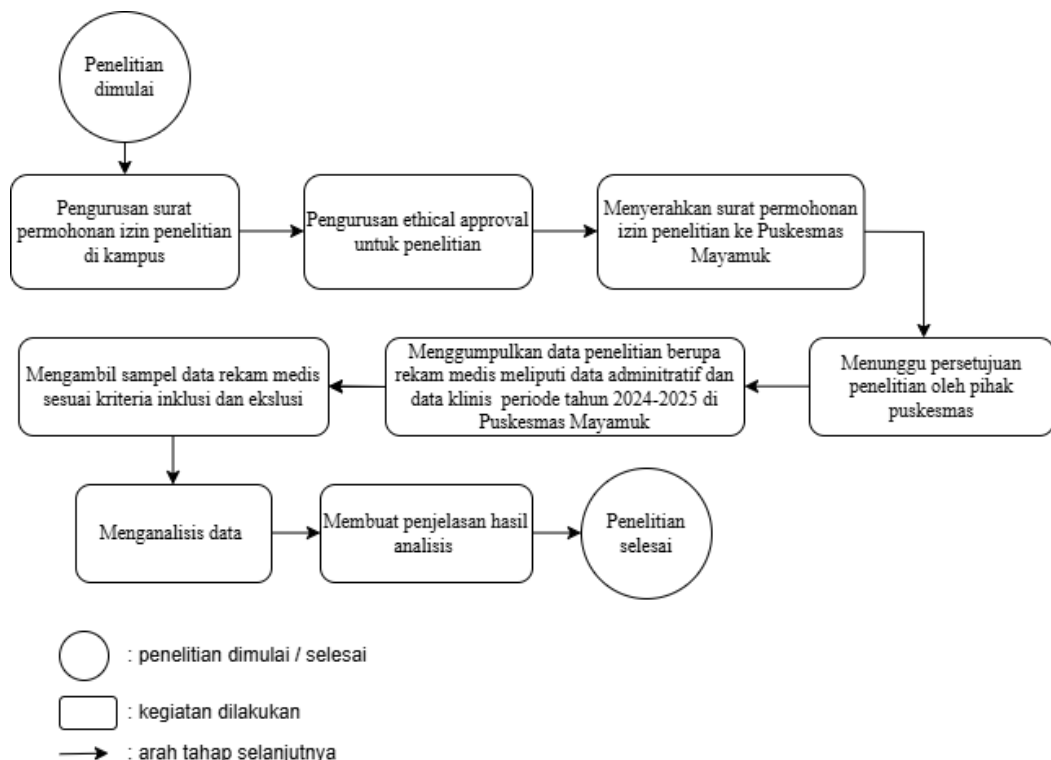 Penelitian
dimulai
Pengurusan surat
permohonan izin penelitian
di kampus
Pengurusan ethical approval
untuk penelitian
Menyerahkan surat permohonan
izin penelitian ke Puskesmas
Mayamuk
Menunggu persetujuan
penelitian oleh pihak
puskesmas
Menggumpulkan data penelitian berupa
rekam medis meliputi data adminitratif dan
data klinis periode tahun 2024-2025 di
Puskesmas Mayamuk
Mengambil sampel data rekam medis
sesuai kriteria inklusi dan ekslusi
Menganalisis data
Membuat penjelasan hasil
analisis
Penelitian
selesai
: penelitian dimulai / selesai
: kegiatan dilakukan
: arah tahap selanjutnya